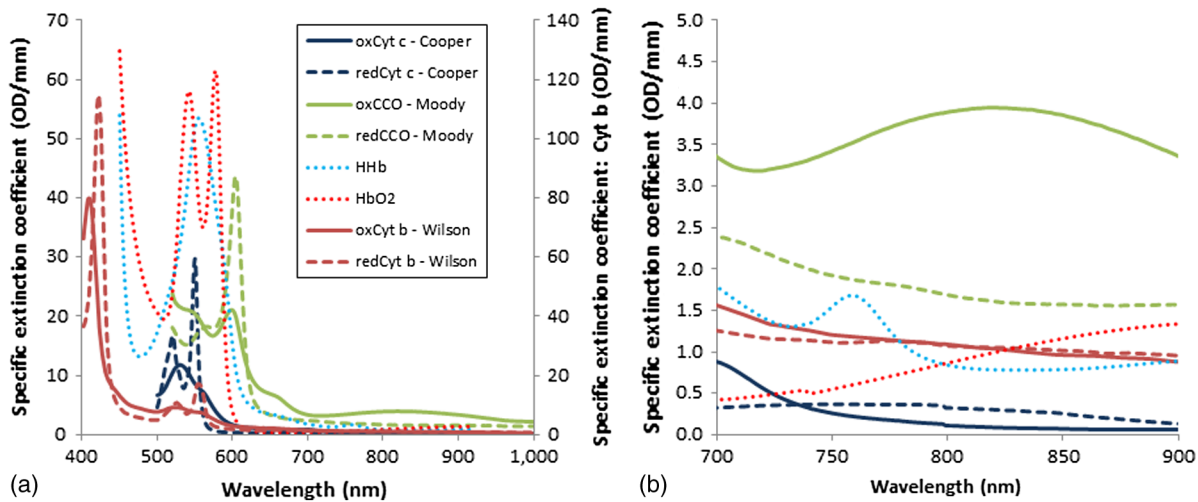 Specific extinction coefficient (OD/mm)
70
60
50
40
30
20
10
0
oxCyt c - Cooper
redCyt c - Cooper
oxCCO - Moody
redCCO - Moody
HHb
HbO2
oxCyt b - Wilson
redCyt b - Wilson
140
120
100
80
60
40
20
0
Specific extinction coefficient: Cyt b (OD/mm)
400 500 600 700 800 900 1,000
Wavelength (nm)
(a)
Specific extinction coefficient (OD/mm)
5.0
4.5
4.0
3.5
3.0
2.5
2.0
1.5
1.0
0.5
0.0
700 750 800 850 900
Wavelength (nm)
(b)